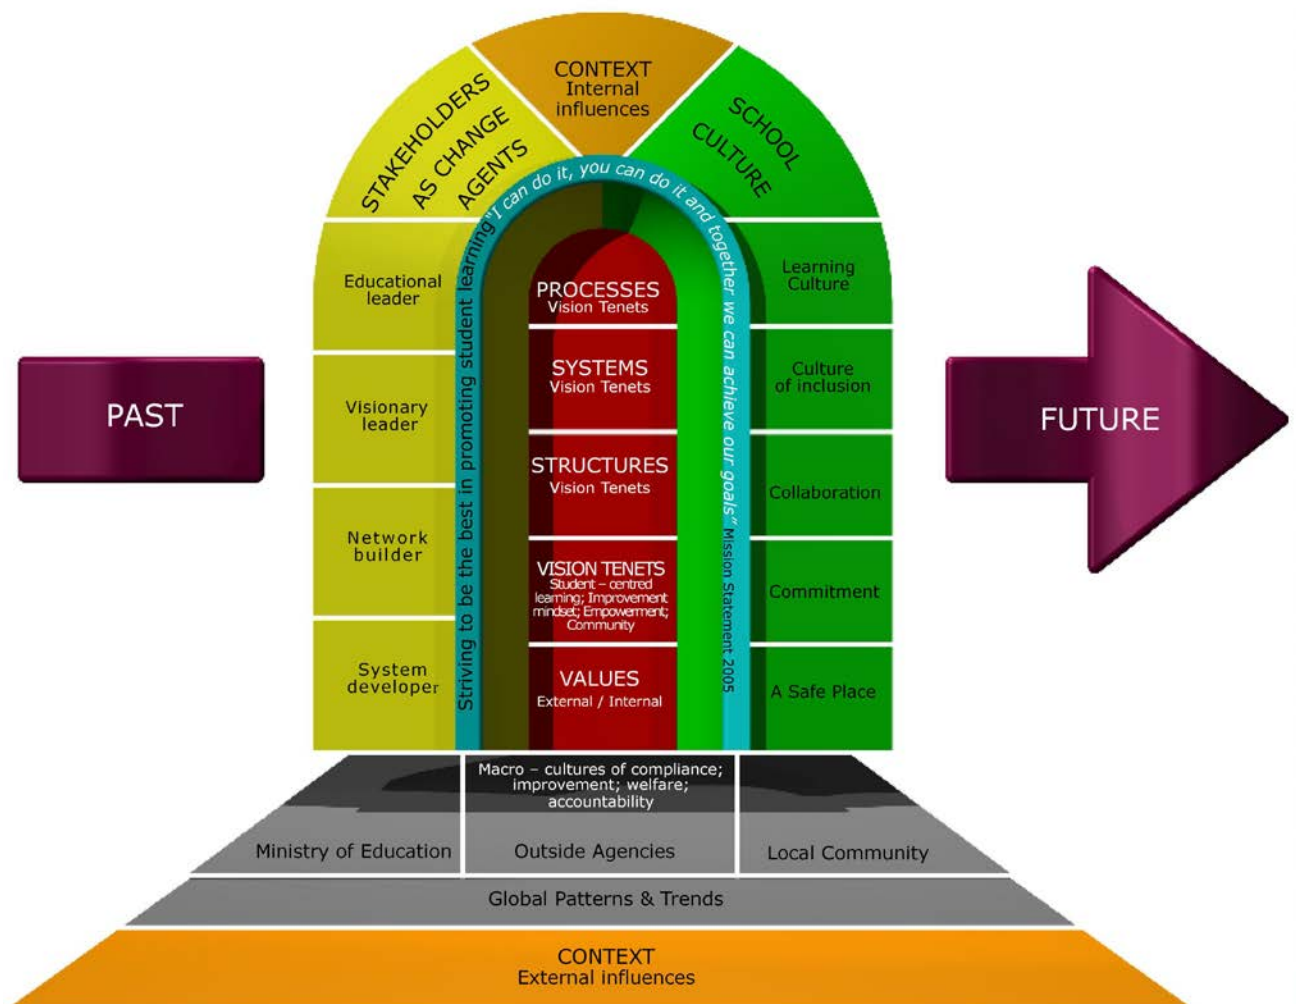 CONTEXT
Internal
influences
STAKEHOLDERS
AS CHANGE
AGENTS
SCHOOL
CULTURE
Striving to be the best in promoting student learning
"I can do it, you can do it and together we can achieve our goals"
Mission Statement 2005
PAST
Educational
leader
Visionary
leader
Network
builder
System
developer
PROCESSES
Vision Tenets
SYSTEMS
Vision Tenets
STRUCTURES
Vision Tenets
VISION TENETS
Student – centred
learning; Improvement
mindset; Empowerment;
Community
VALUES
External / Internal
Learning
Culture
Culture
of inclusion
Collaboration
Commitment
A Safe Place
FUTURE
Macro – cultures of compliance;
improvement; welfare;
accountability
Ministry of Education
Outside Agencies
Local Community
Global Patterns & Trends
CONTEXT
External influences